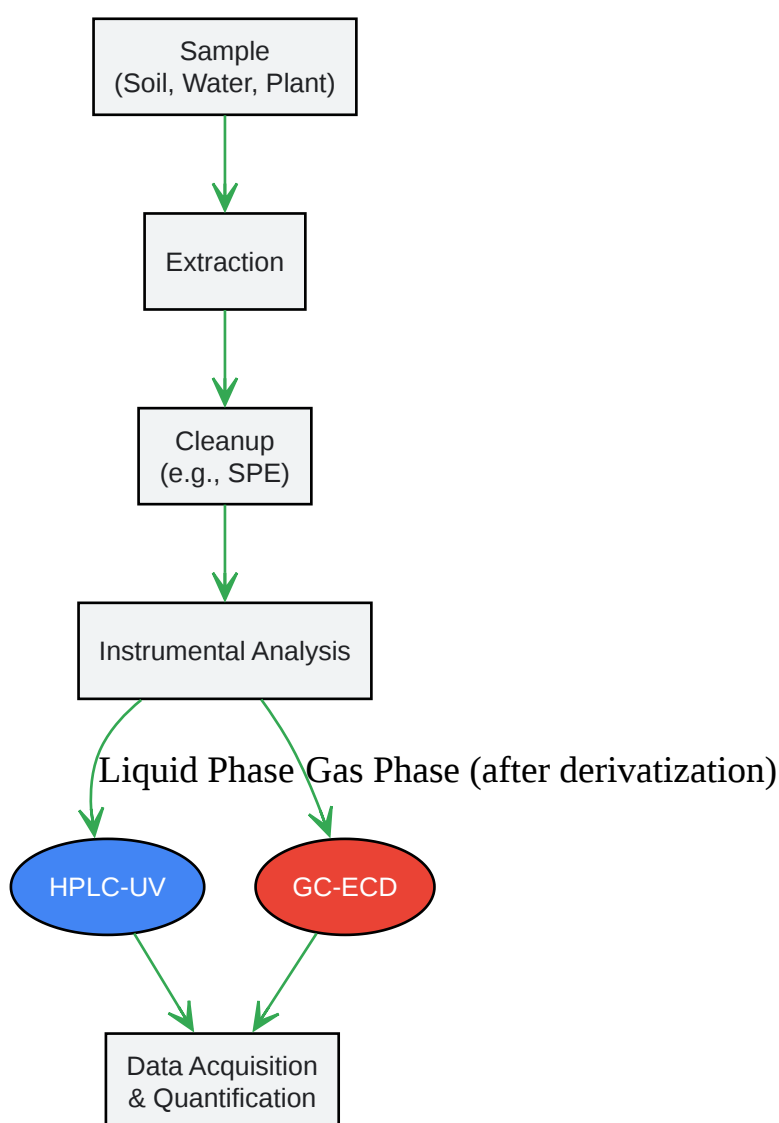 Sample
(Soil, Water, Plant)
Extraction
Cleanup
(e.g., SPE)
Instrumental Analysis
Liquid Phase
Gas Phase (after derivatization)
HPLC-UV
GC-ECD
Data Acquisition
& Quantification